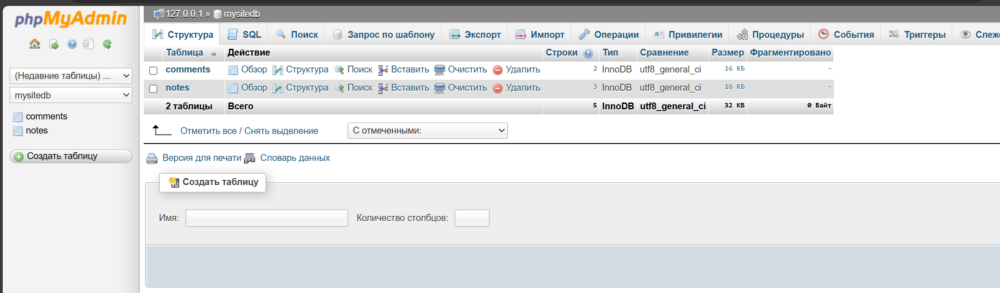 phpMyAdmin
(Недавние таблицы) ...
mysitedb
comments
notes
Создать таблицу
127.0.0.1 » mysitedb
Структура SQL Поиск Запрос по шаблону Экспорт Импорт Операции Привилегии Процедуры События Триггеры Слеж
Таблица Действие Строки Тип Сравнение Размер Фрагментировано
comments Обзор Структура Поиск Вставить Очистить Удалить 2 InnoDB utf8_general_ci 16 КБ -
notes Обзор Структура Поиск Вставить Очистить Удалить 3 InnoDB utf8_general_ci 16 КБ -
2 таблицы Всего 5 InnoDB utf8_general_ci 32 КБ 0 Байт
Отметить все / Снять выделение С отмеченными:
Версия для печати Словарь данных
Создать таблицу
Имя: Количество столбцов: